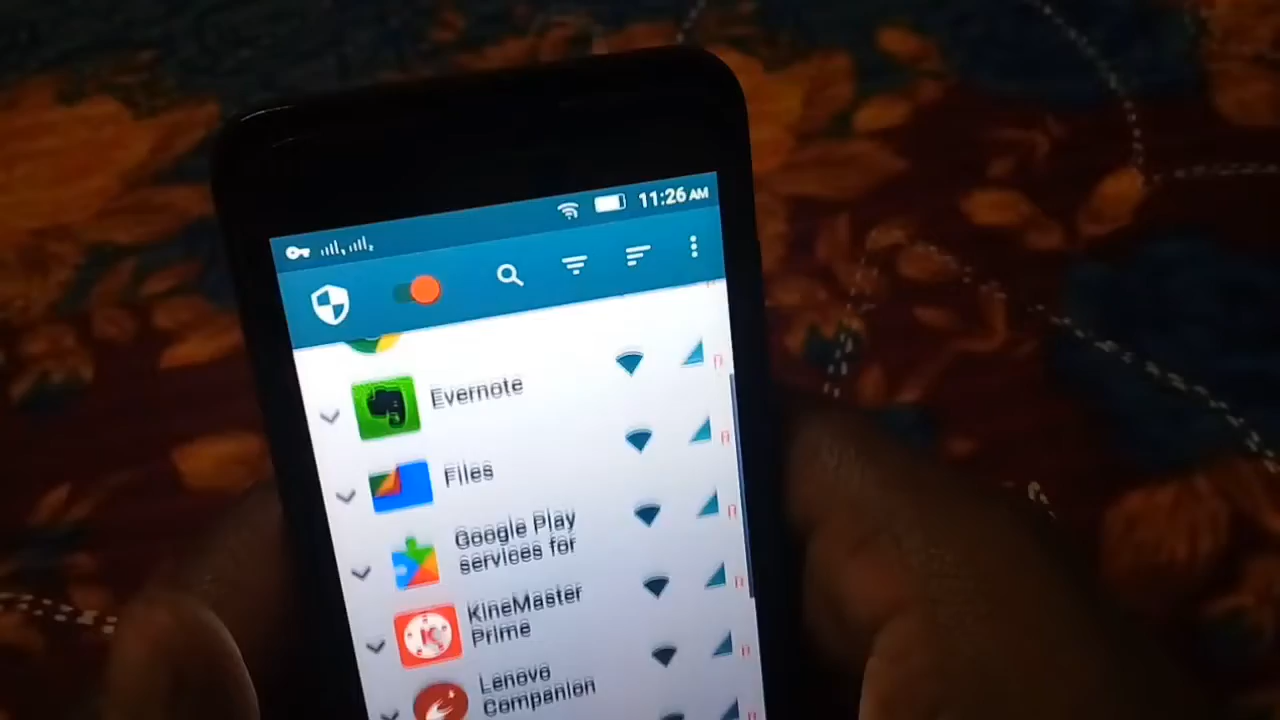 11:26 AM
Evernote
R
Files
R
Google Play
services for
R
KineMaster
Prime
R
Lenovo
Companion
R